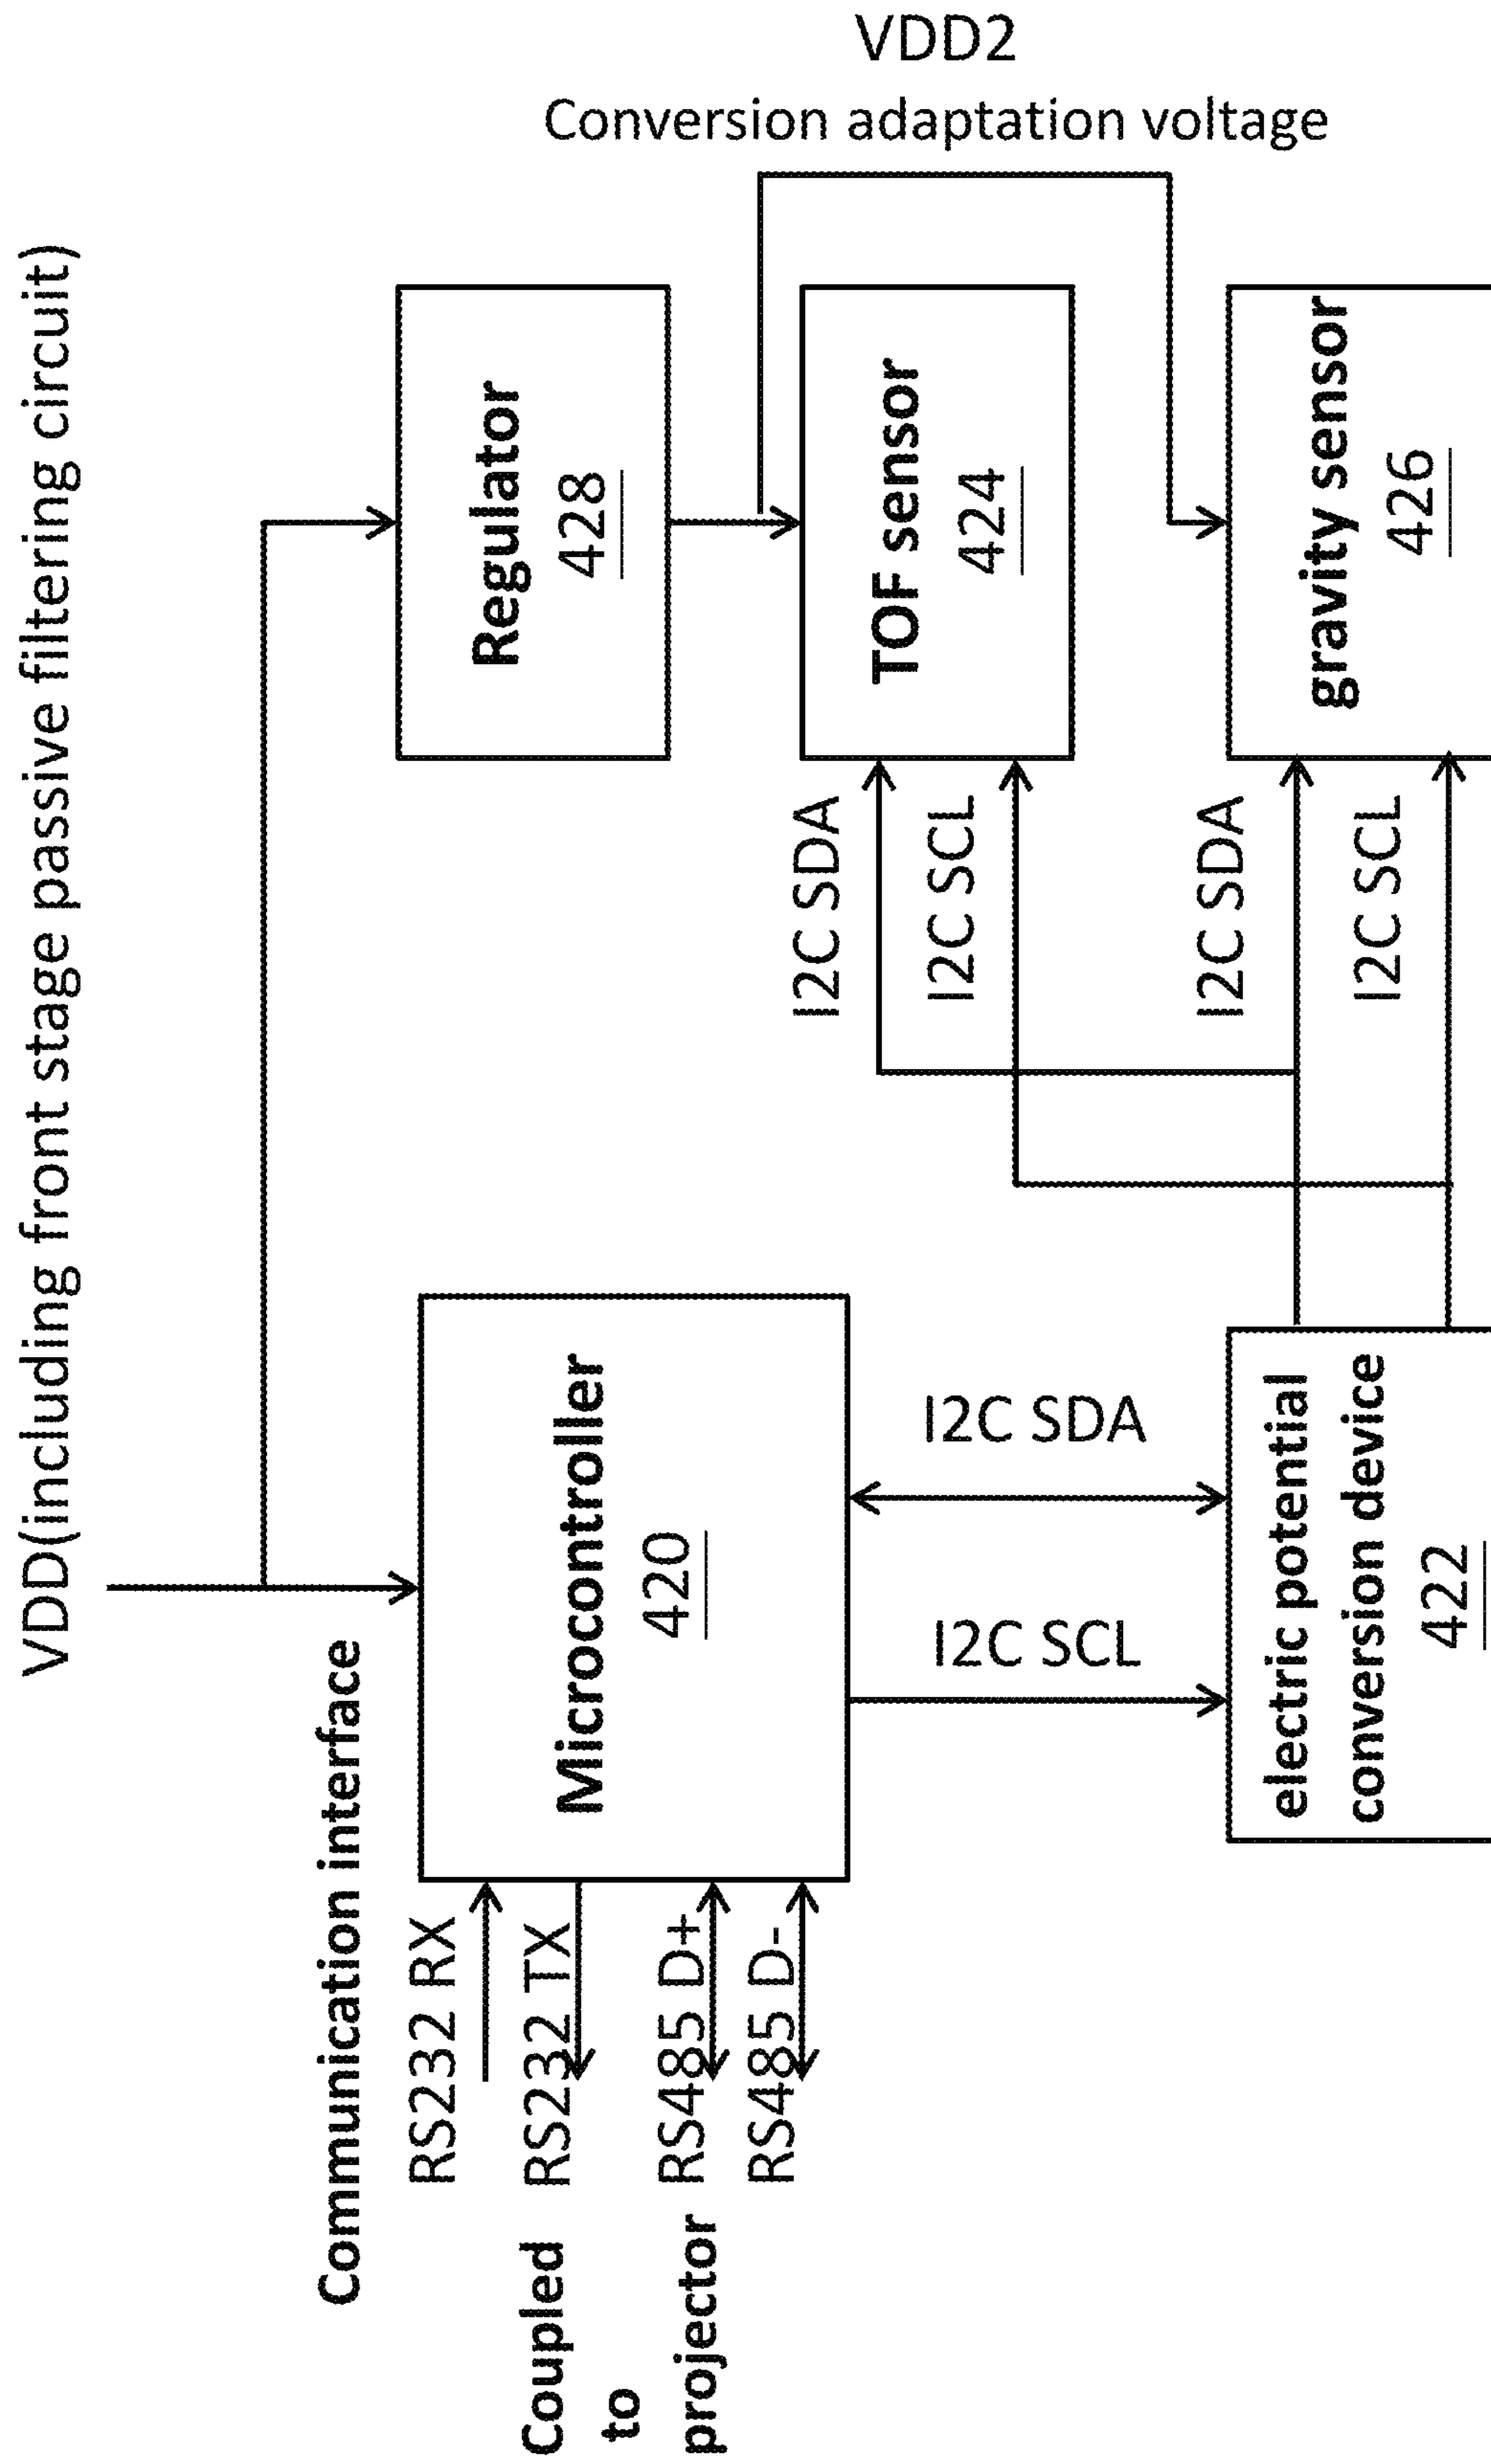 VDD(including front stage passive filtering circuit)
VDD2
Conversion adaptation voltage
Communication interface
RS232 RX
RS232 TX
RS485 D+
RS485 D-
Coupled
to
projector
Microcontroller
420
Regulator
428
TOF sensor
424
gravity sensor
426
I2C SDA
I2C SCL
I2C SDA
I2C SCL
I2C SDA
I2C SCL
electric potential
conversion device
422